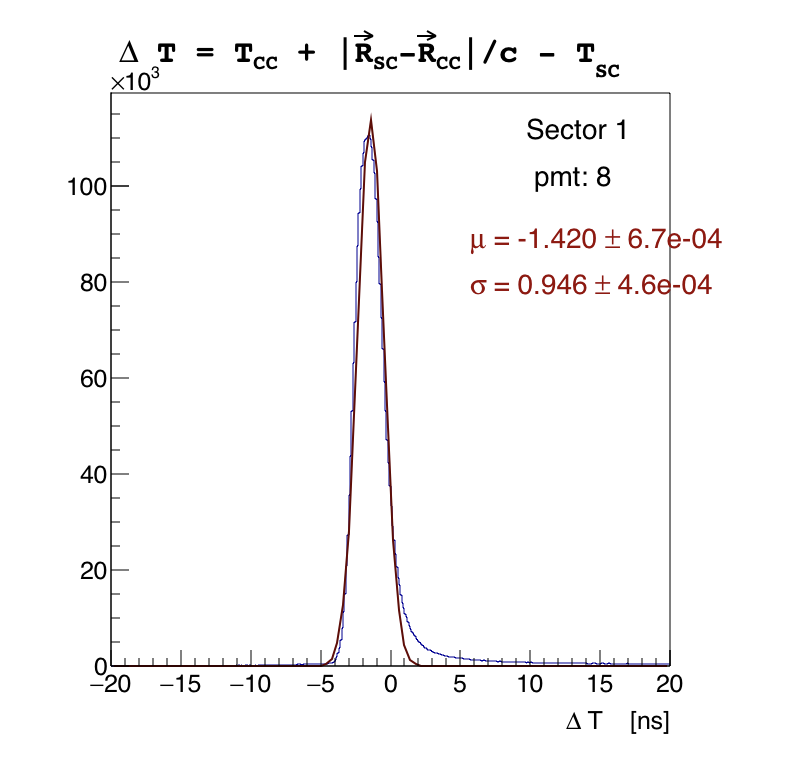 Δ T = T_CC + |R⃗_SC-R⃗_CC|/c - T_SC
×10³
Sector 1
pmt: 8
μ = -1.420 ± 6.7e-04
σ = 0.946 ± 4.6e-04
100
80
60
40
20
0
−20 −15 −10 −5 0 5 10 15 20
Δ T [ns]